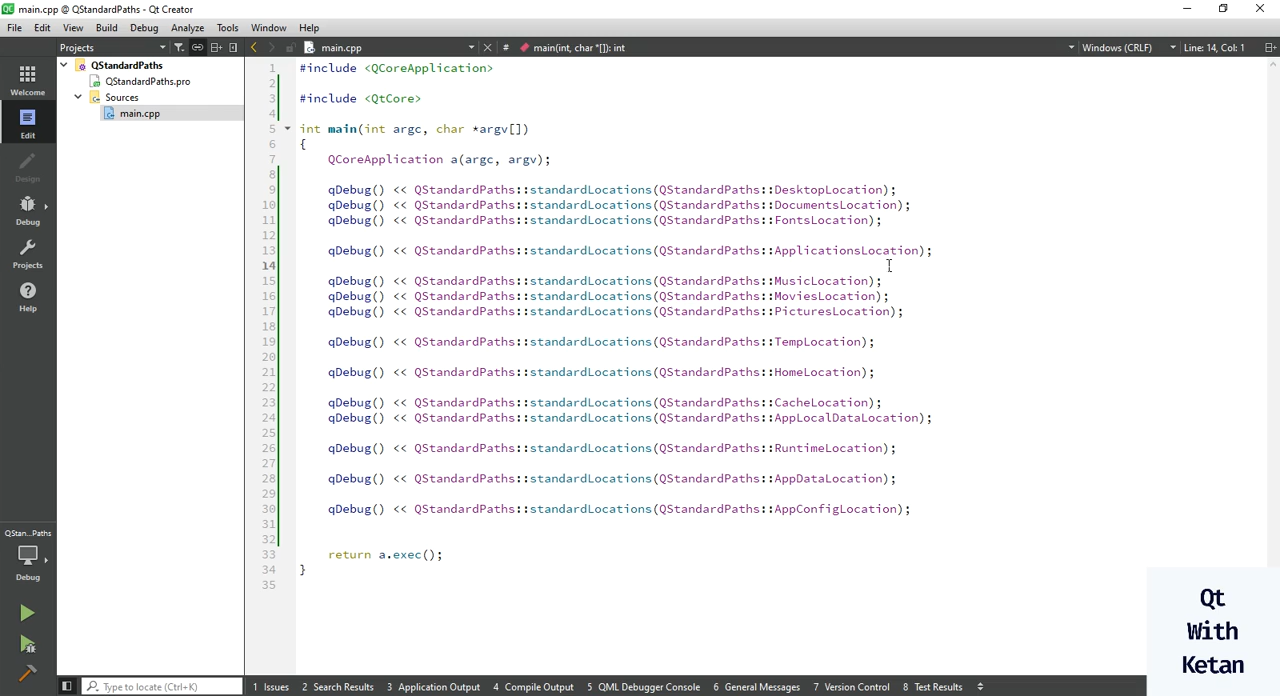 main.cpp @ QStandardPaths - Qt Creator
File Edit View Build Debug Analyze Tools Window Help
Projects main.cpp # main(int, char *[]): int Windows (CRLF) Line: 14, Col: 1
Welcome
Edit
Design
Debug
Projects
Help
QStan...Paths
Debug
QStandardPaths
QStandardPaths.pro
Sources
main.cpp
1 #include <QCoreApplication>
2
3 #include <QtCore>
4
5 int main(int argc, char *argv[])
6 {
7 QCoreApplication a(argc, argv);
8
9 qDebug() << QStandardPaths::standardLocations(QStandardPaths::DesktopLocation);
10 qDebug() << QStandardPaths::standardLocations(QStandardPaths::DocumentsLocation);
11 qDebug() << QStandardPaths::standardLocations(QStandardPaths::FontsLocation);
12
13 qDebug() << QStandardPaths::standardLocations(QStandardPaths::ApplicationsLocation);
14
15 qDebug() << QStandardPaths::standardLocations(QStandardPaths::MusicLocation);
16 qDebug() << QStandardPaths::standardLocations(QStandardPaths::MoviesLocation);
17 qDebug() << QStandardPaths::standardLocations(QStandardPaths::PicturesLocation);
18
19 qDebug() << QStandardPaths::standardLocations(QStandardPaths::TempLocation);
20
21 qDebug() << QStandardPaths::standardLocations(QStandardPaths::HomeLocation);
22
23 qDebug() << QStandardPaths::standardLocations(QStandardPaths::CacheLocation);
24 qDebug() << QStandardPaths::standardLocations(QStandardPaths::AppLocalDataLocation);
25
26 qDebug() << QStandardPaths::standardLocations(QStandardPaths::RuntimeLocation);
27
28 qDebug() << QStandardPaths::standardLocations(QStandardPaths::AppDataLocation);
29
30 qDebug() << QStandardPaths::standardLocations(QStandardPaths::AppConfigLocation);
31
32
33 return a.exec();
34 }
35
Qt
With
Ketan
Type to locate (Ctrl+K) 1 Issues 2 Search Results 3 Application Output 4 Compile Output 5 QML Debugger Console 6 General Messages 7 Version Control 8 Test Results